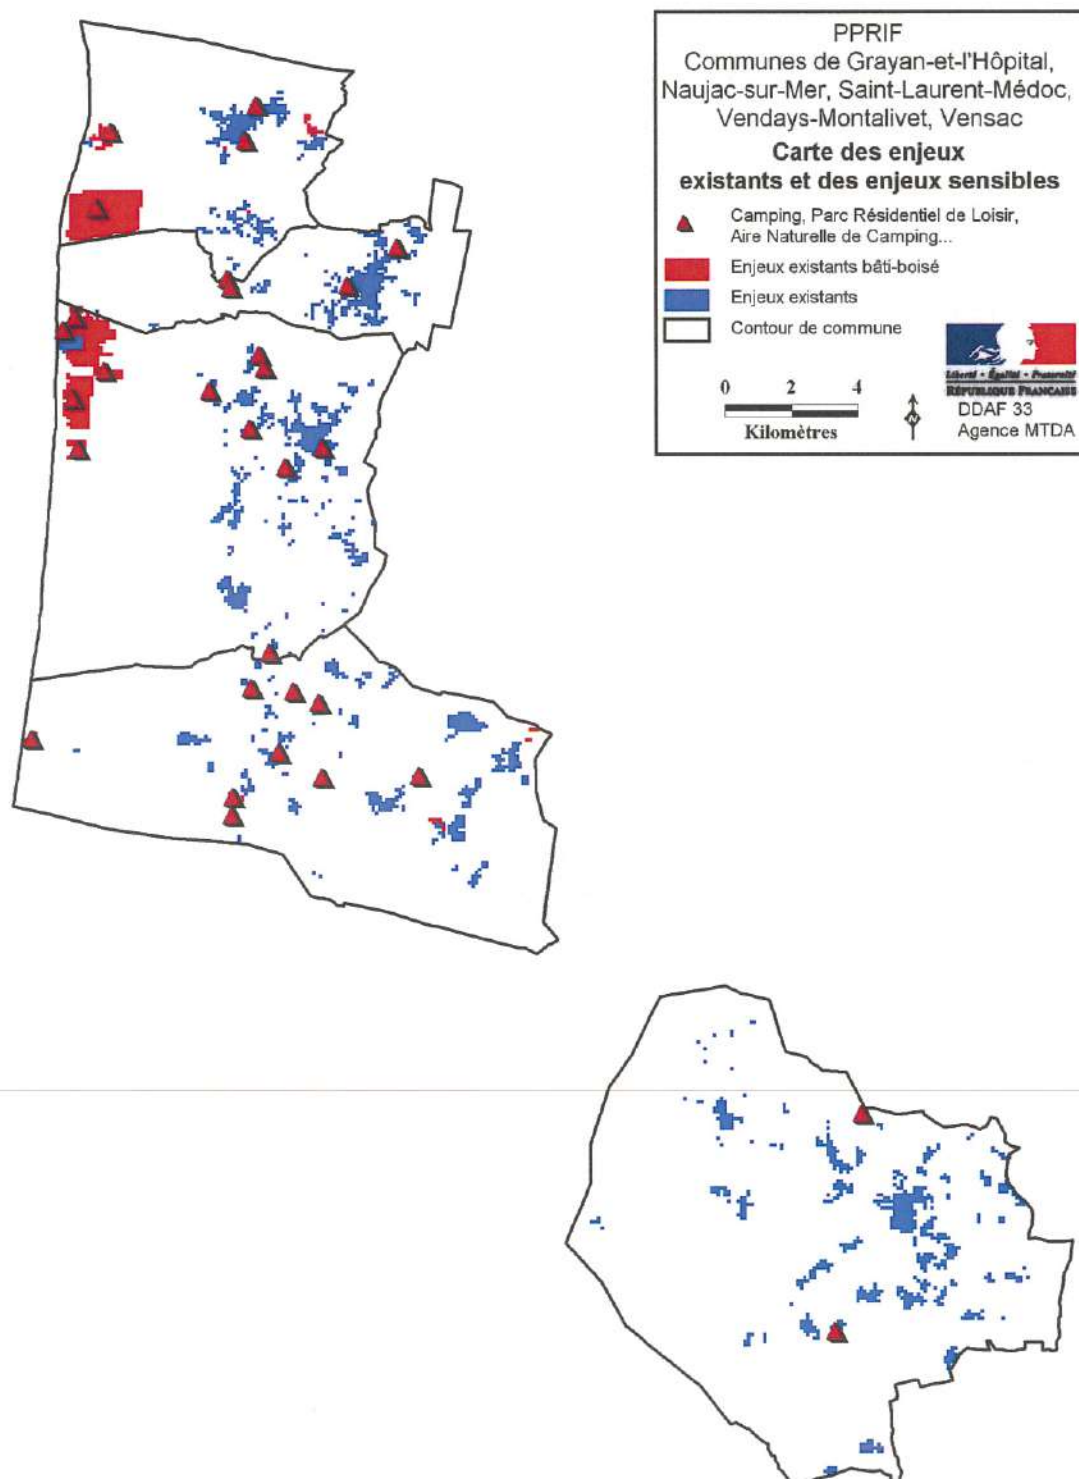 PPRIF
Communes de Grayan-et-l'Hôpital,
Naujac-sur-Mer, Saint-Laurent-Médoc,
Vendays-Montalivet, Vensac
Carte des enjeux
existants et des enjeux sensibles
Camping, Parc Résidentiel de Loisir,
Aire Naturelle de Camping...
Enjeux existants bâti-boisé
Enjeux existants
Contour de commune
Liberté • Égalité • Fraternité
RÉPUBLIQUE FRANÇAISE
0 2 4
Kilomètres
N
DDAF 33
Agence MTDA